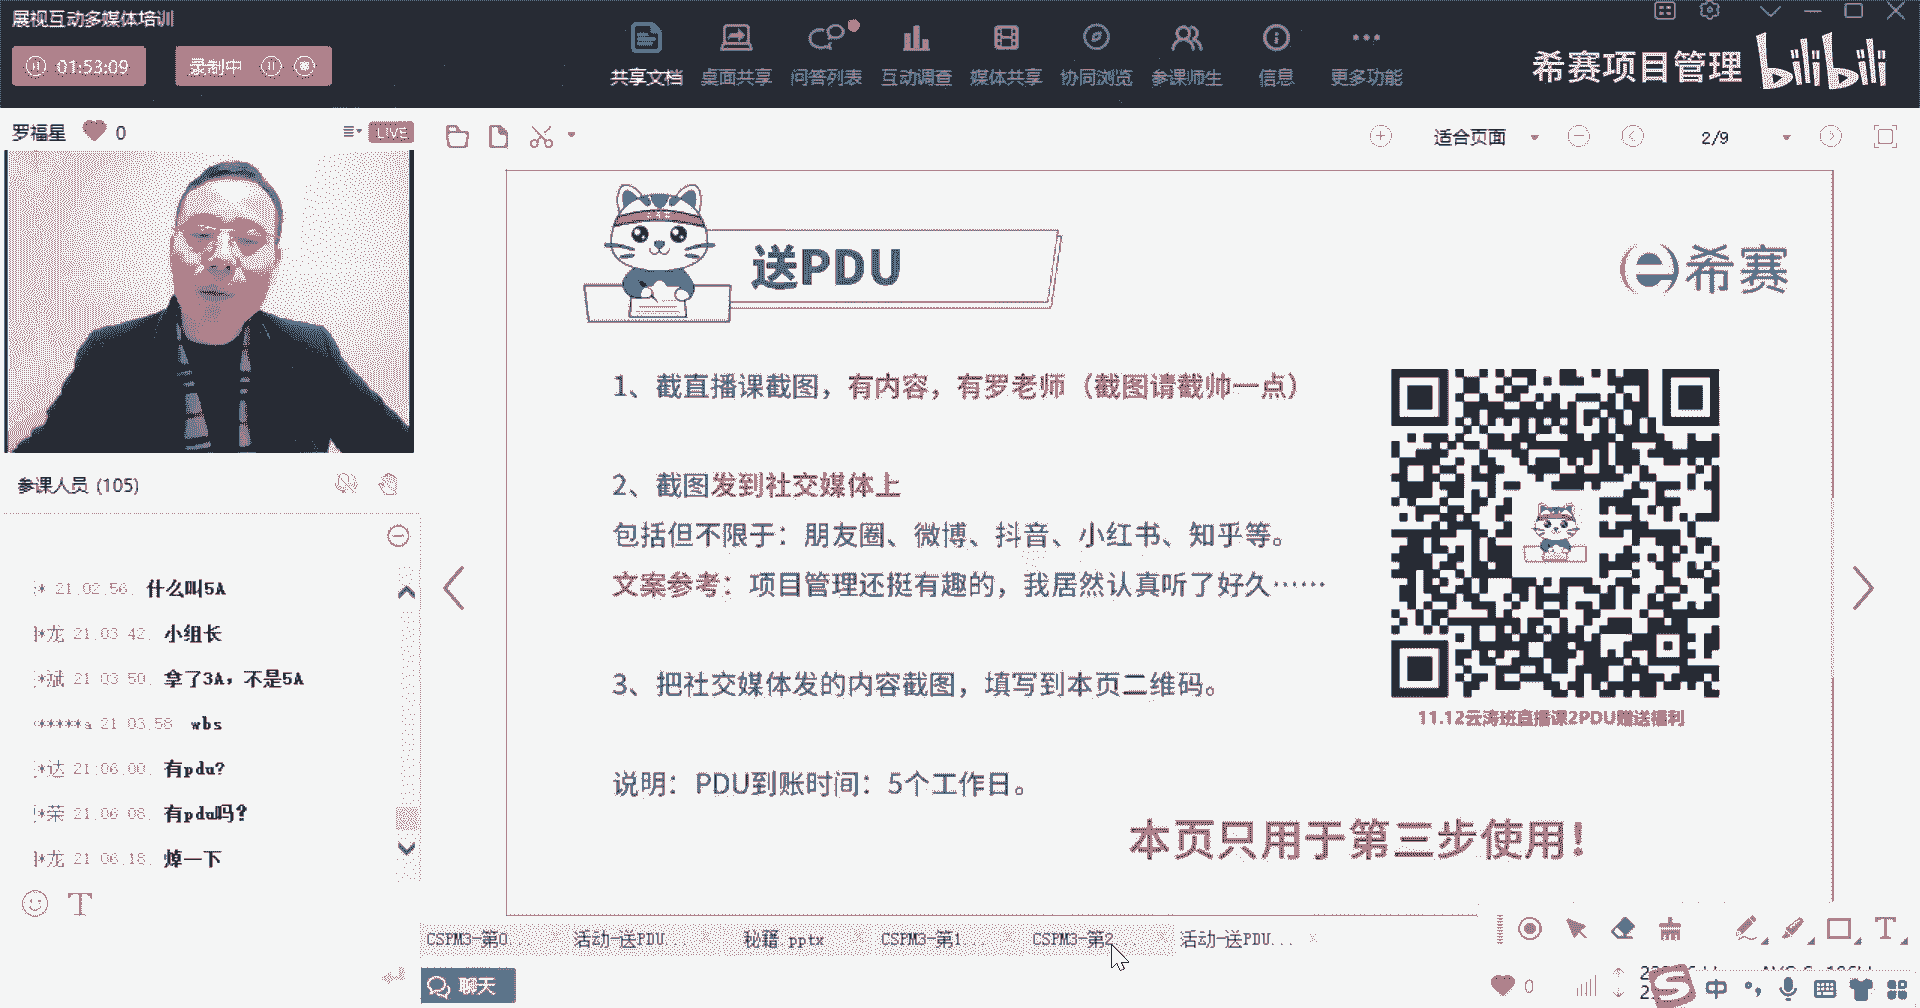 展视互动多媒体培训
01:53:09
录制中
共享文档 桌面共享 问答列表 互动调查 媒体共享 协同浏览 参课师生 信息 更多功能
希赛项目管理 bilibili
罗福星 0 LIVE
适合页面 2/9
送PDU
希赛
1、截直播课截图，有内容，有罗老师（截图请截帅一点）
2、截图发到社交媒体上
包括但不限于：朋友圈、微博、抖音、小红书、知乎等。
文案参考：项目管理还挺有趣的，我居然认真听了好久……
3、把社交媒体发的内容截图，填写到本页二维码。
11.12云涛班直播课2PDU赠送福利
说明：PDU到账时间：5个工作日。
本页只用于第三步使用！
参课人员 (105)
21:02:56 什么叫5A
*龙 21:03:42 小组长
*斌 21:03:50 拿了3A，不是5A
*****a 21:03:58 wbs
*达 21:06:00 有pdu?
*荣 21:06:08 有pdu吗？
*龙 21:06:18 焯一下
CSPM3-第0... 活动-送PDU... 秘籍.pptx CSPM3-第1... CSPM3-第2... 活动-送PDU...
聊天
0
中